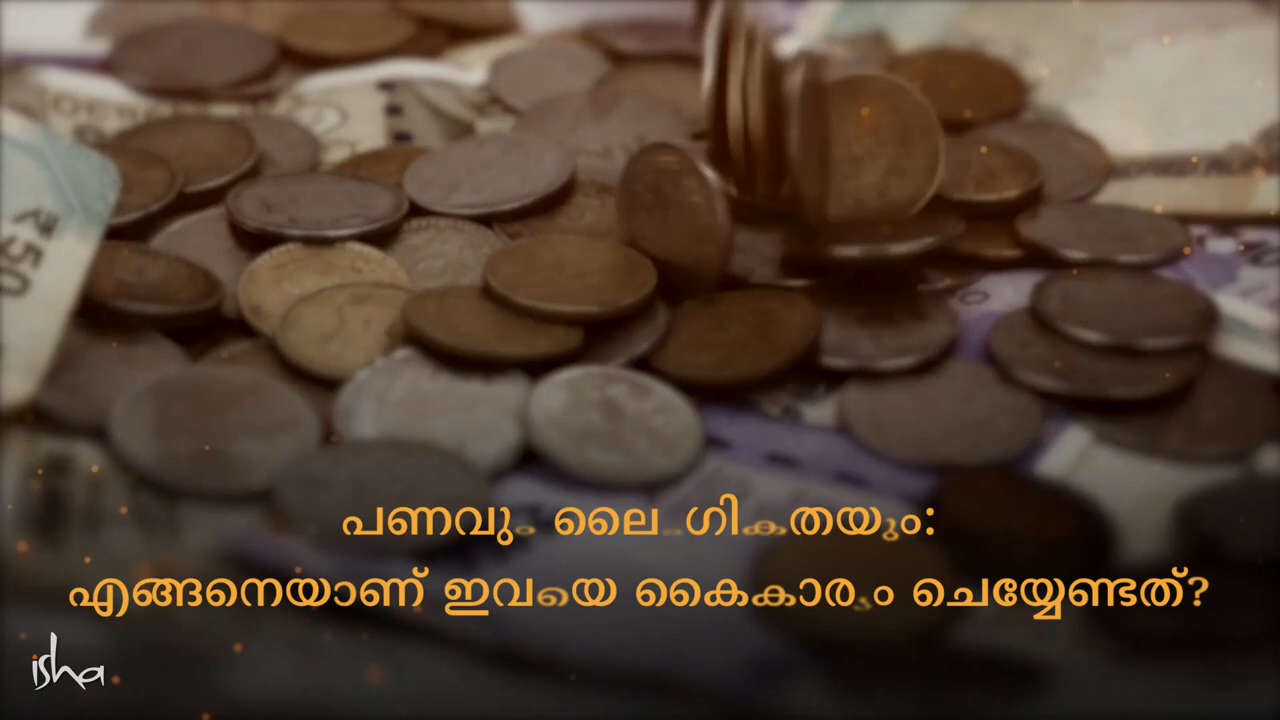 പണവും ലൈംഗികതയും:
എങ്ങനെയാണ് ഇവയെ കൈകാര്യം ചെയ്യേണ്ടത്?
isha
₹50